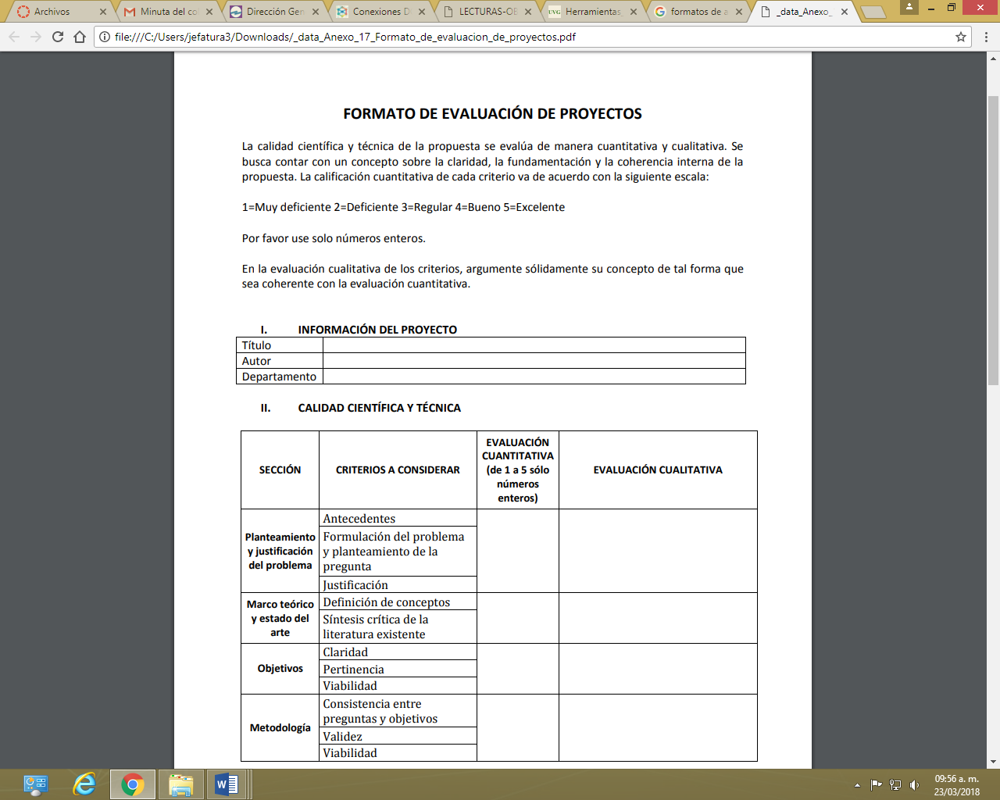 Archivos
Minuta del co
Dirección Gen
Conexiones D
LECTURAS-OB
UVG
Herramientas
formatos de a
_data_Anexo_
file:///C:/Users/jefatura3/Downloads/_data_Anexo_17_Formato_de_evaluacion_de_proyectos.pdf
FORMATO DE EVALUACIÓN DE PROYECTOS
La calidad científica y técnica de la propuesta se evalúa de manera cuantitativa y cualitativa. Se
busca contar con un concepto sobre la claridad, la fundamentación y la coherencia interna de la
propuesta. La calificación cuantitativa de cada criterio va de acuerdo con la siguiente escala:
1=Muy deficiente 2=Deficiente 3=Regular 4=Bueno 5=Excelente
Por favor use solo números enteros.
En la evaluación cualitativa de los criterios, argumente sólidamente su concepto de tal forma que
sea coherente con la evaluación cuantitativa.
I. INFORMACIÓN DEL PROYECTO
Título
Autor
Departamento
II. CALIDAD CIENTÍFICA Y TÉCNICA
SECCIÓN
CRITERIOS A CONSIDERAR
EVALUACIÓN
CUANTITATIVA
(de 1 a 5 sólo
números
enteros)
EVALUACIÓN CUALITATIVA
Planteamiento
y justificación
del problema
Antecedentes
Formulación del problema
y planteamiento de la
pregunta
Justificación
Marco teórico
y estado del
arte
Definición de conceptos
Síntesis crítica de la
literatura existente
Objetivos
Claridad
Pertinencia
Viabilidad
Metodología
Consistencia entre
preguntas y objetivos
Validez
Viabilidad
09:56 a. m.
23/03/2018